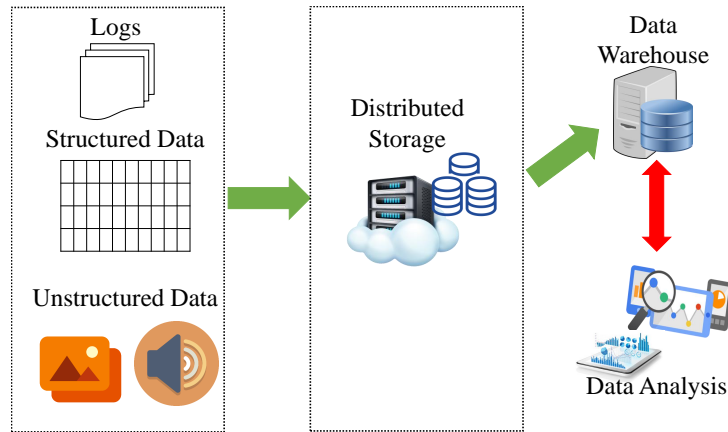 Logs
Structured Data
Unstructured Data
Distributed
Storage
Data
Warehouse
Data Analysis